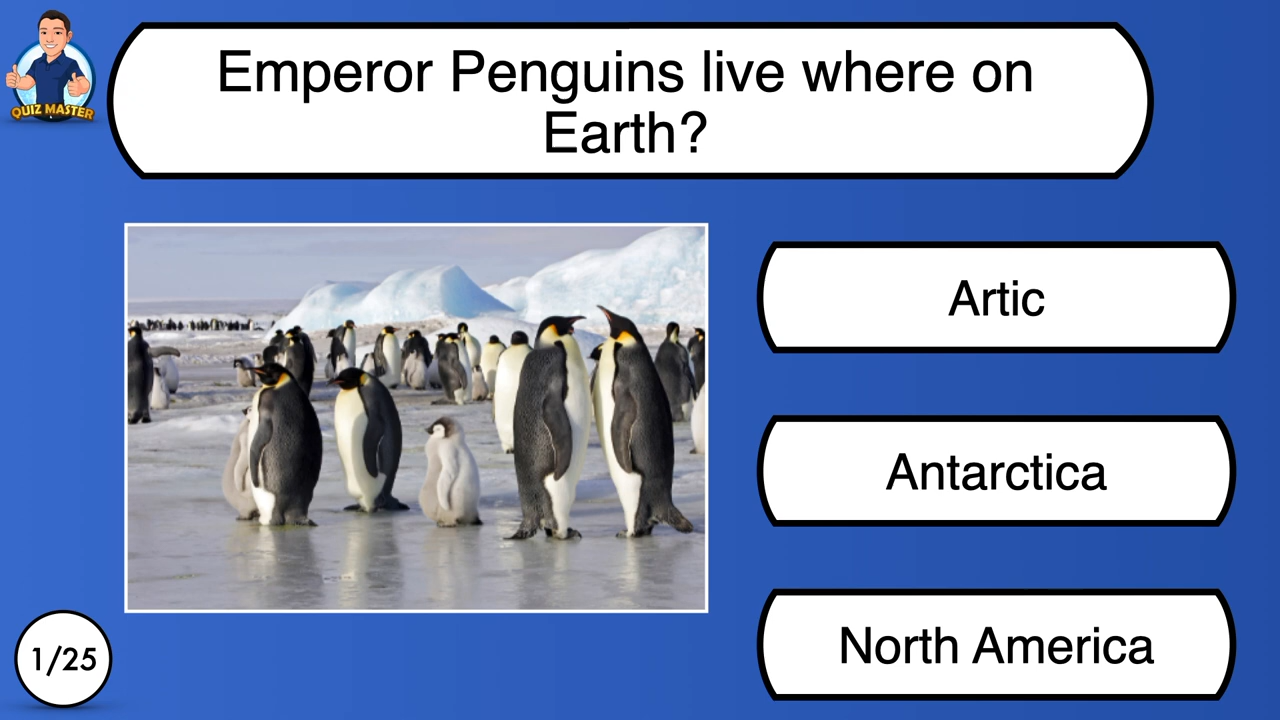 QUIZ MASTER
Emperor Penguins live where on
Earth?
Artic
Antarctica
North America
1/25